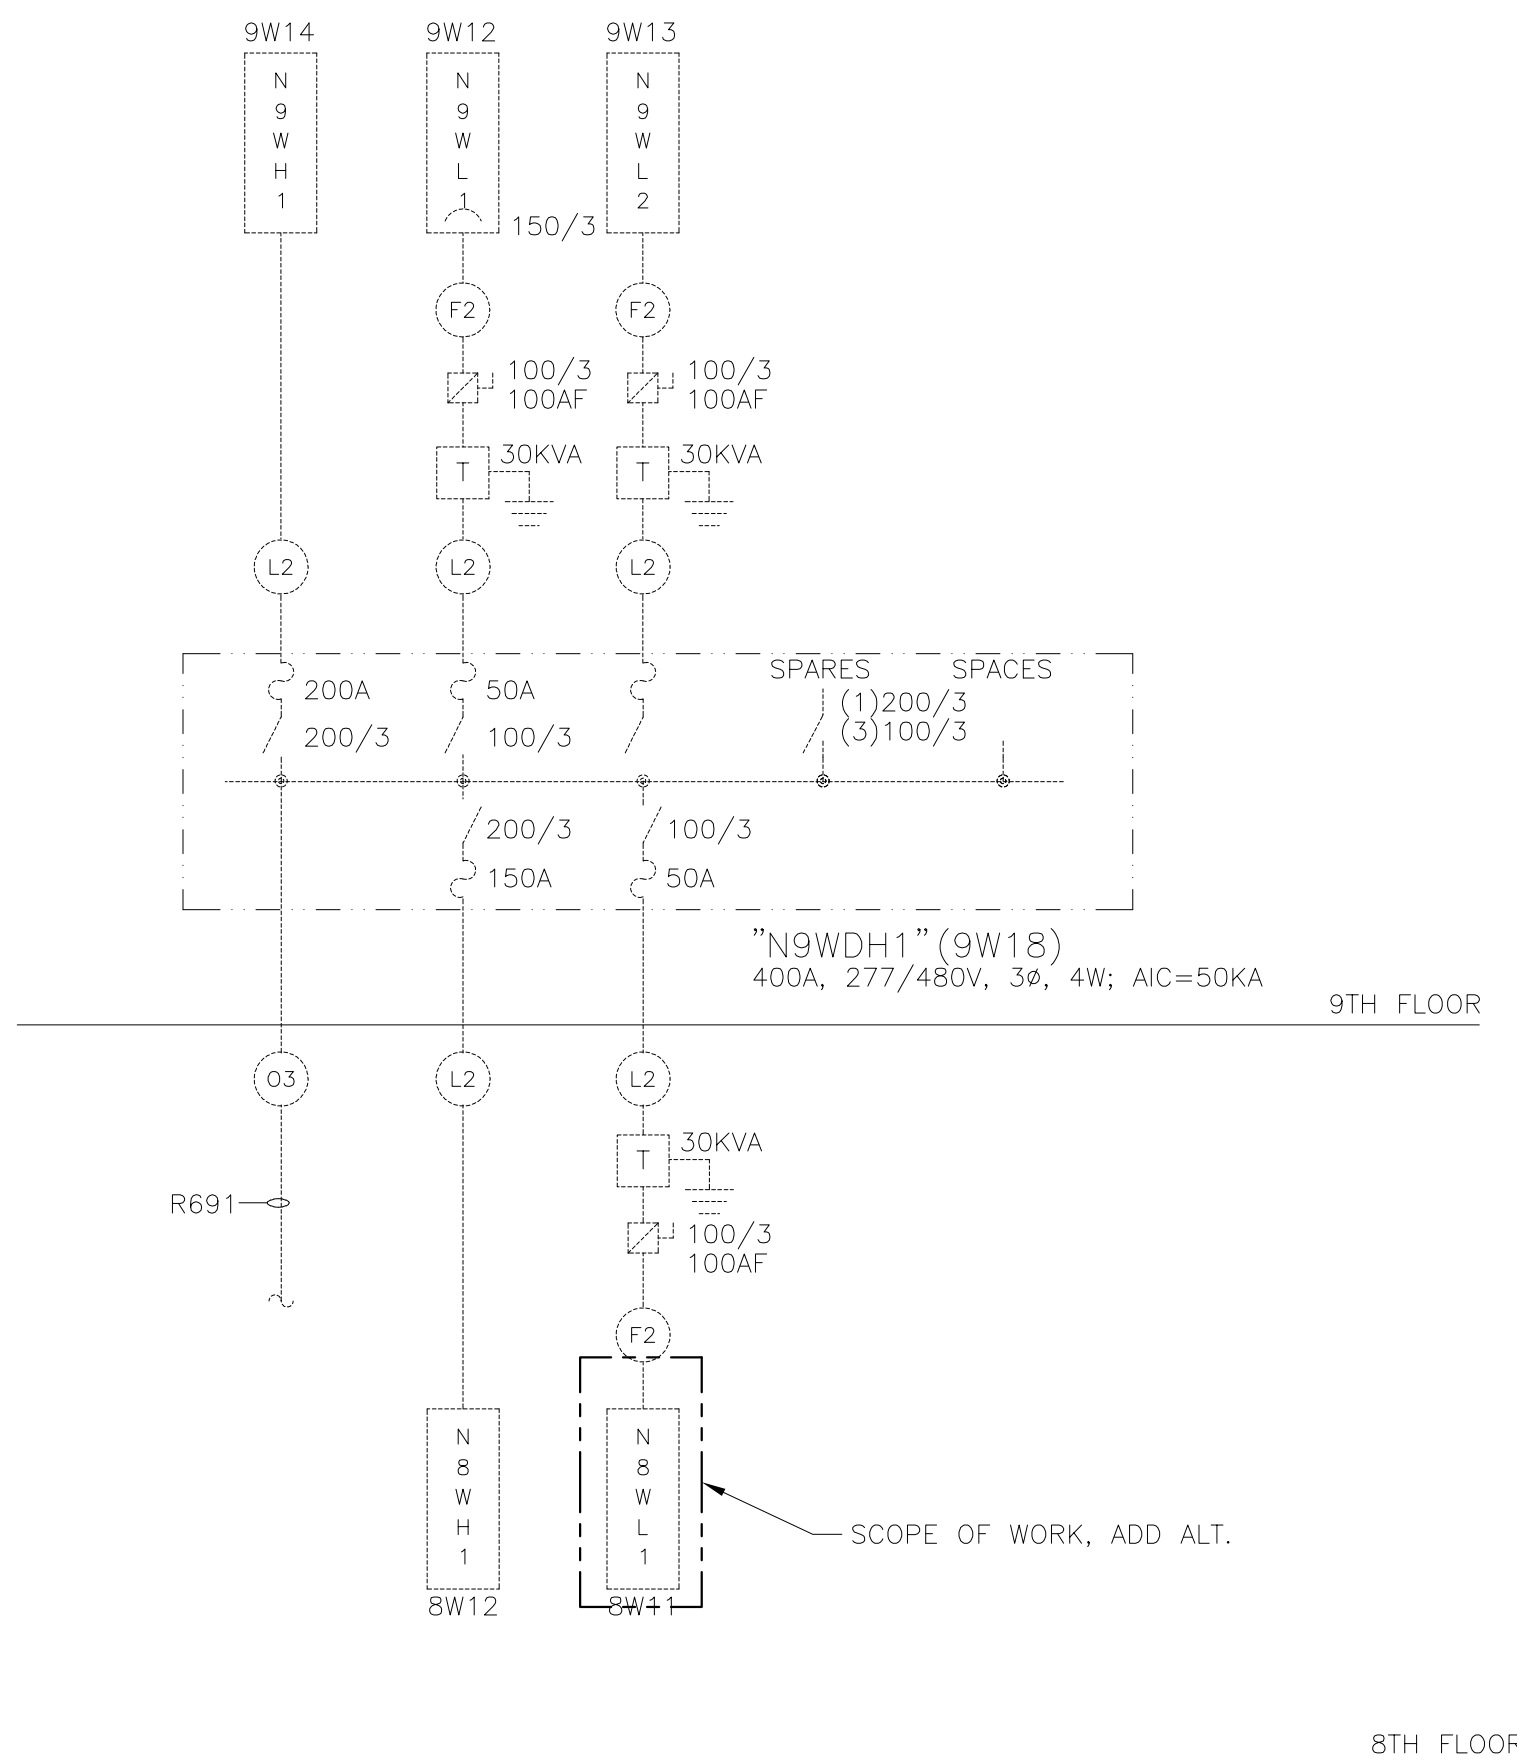 9W14 9W12 9W13
N
9
W
H
1
N
9
W
L
1
N
9
W
L
2
150/3
F2 F2
100/3
100AF
100/3
100AF
T 30KVA
T 30KVA
L2 L2 L2
200A
200/3
50A
100/3
SPARES
(1)200/3
(3)100/3
SPACES
200/3
150A
100/3
50A
"N9WDH1"(9W18)
400A, 277/480V, 3ø, 4W; AIC=50KA
9TH FLOOR
03 L2 L2
T 30KVA
R691
100/3
100AF
F2
N
8
W
H
1
N
8
W
L
1
SCOPE OF WORK, ADD ALT.
8W12 8W11
8TH FLOOR